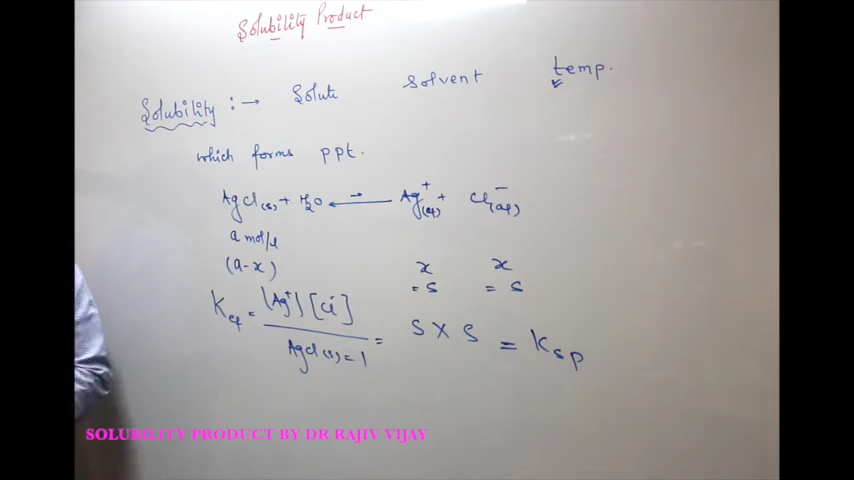 Solubility Product
Solubility :→ Solute solvent temp.
which forms ppt.
AgCl(s) + H2O ⇌ Ag+(aq) + Cl-(aq)
a mol/l
(a-x) x x
= s = s
Keq = [Ag+] [Cl-] / AgCl(s) = 1 = S X S = Ksp
SOLUBILITY PRODUCT BY DR RAJIV VIJAY